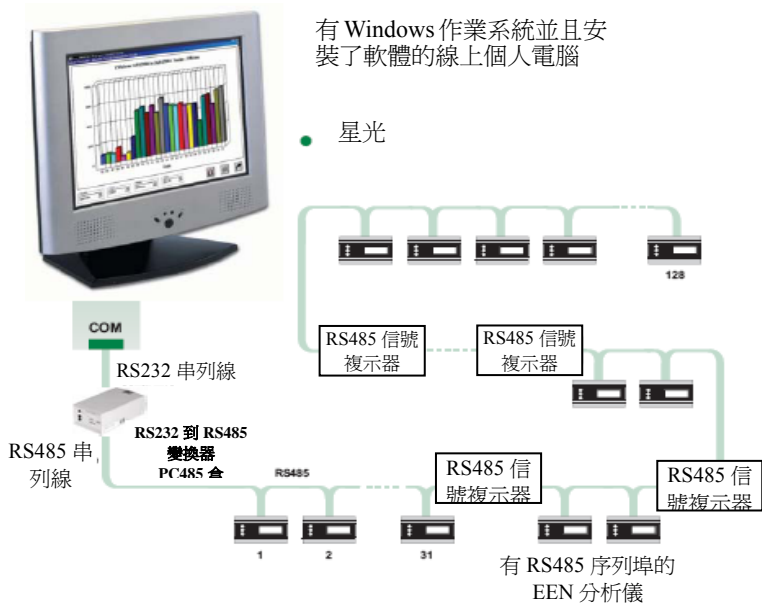 有 Windows 作業系統並且安
裝了軟體的線上個人電腦
星光
128
COM
RS485 信號
複示器
RS485 信號
複示器
RS232 串列線
RS232 到 RS485
變換器
PC485 盒
RS485 串
列線
RS485
RS485 信
號複示器
RS485 信
號複示器
1
2
31
有 RS485 序列埠的
EEN 分析儀